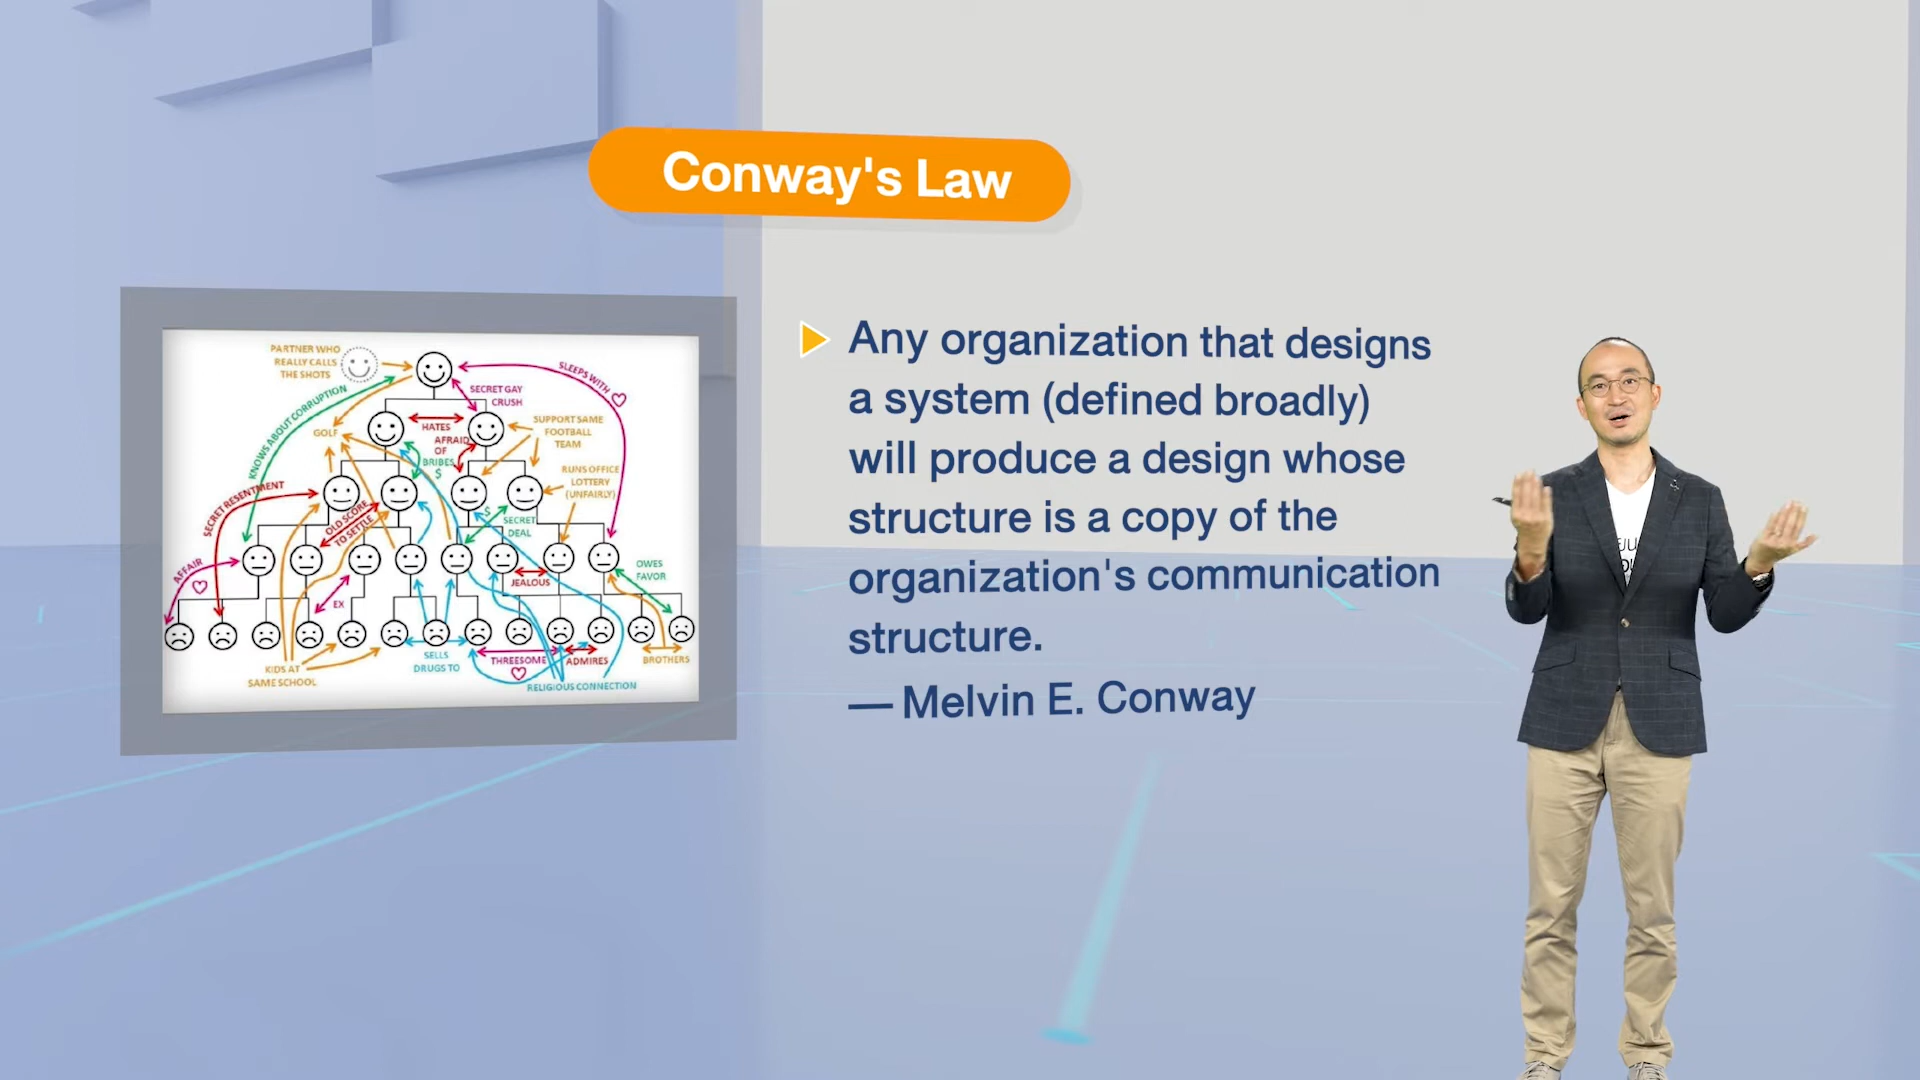 Conway's Law
PARTNER WHO
REALLY CALLS
THE SHOTS
SLEEPS WITH
SECRET GAY
CRUSH
KNOWS ABOUT CORRUPTION
GOLF
HATES
AFRAID
OF
BRIBES
$
SUPPORT SAME
FOOTBALL
TEAM
RUNS OFFICE
LOTTERY
(UNFAIRLY)
SECRET RESENTMENT
OLD SCORE
TO SETTLE
$
SECRET
DEAL
AFFAIR
JEALOUS
OWES
FAVOR
EX
KIDS AT
SAME SCHOOL
SELLS
DRUGS TO
THREESOME
ADMIRES
BROTHERS
RELIGIOUS CONNECTION
Any organization that designs
a system (defined broadly)
will produce a design whose
structure is a copy of the
organization's communication
structure.
— Melvin E. Conway